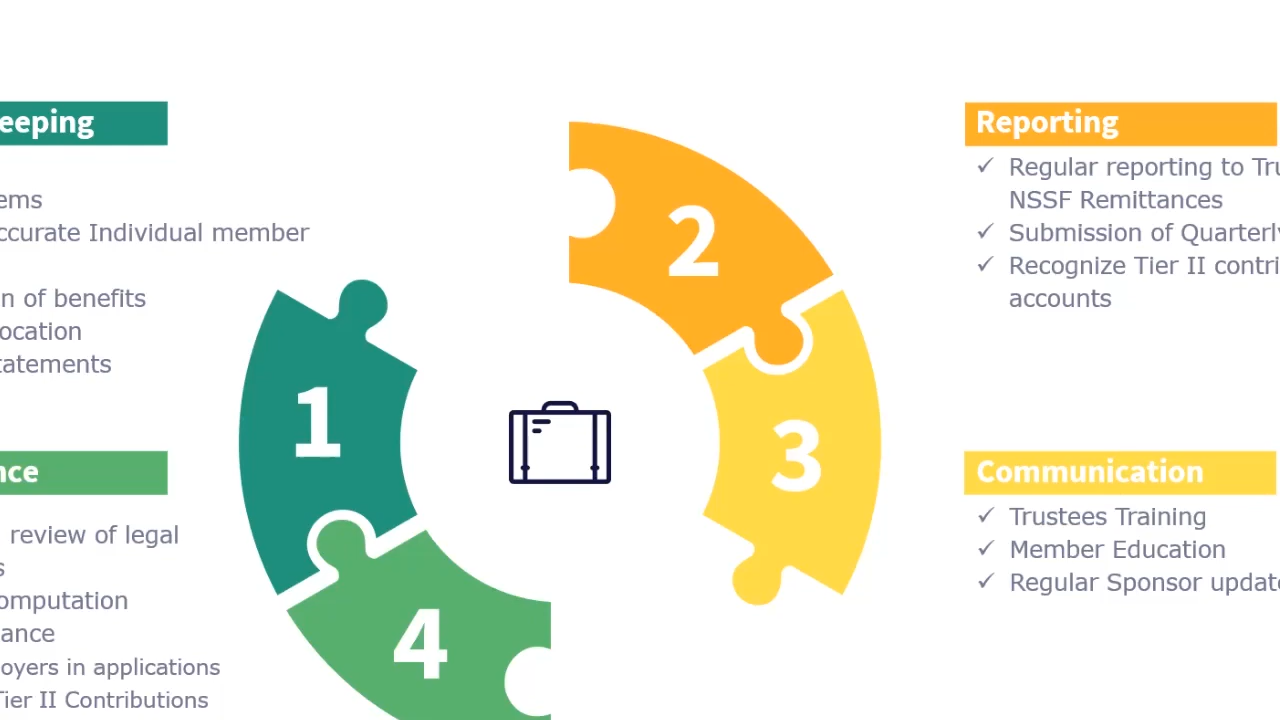 eeping
ems
ccurate Individual member
n of benefits
ocation
tatements
1
2
Reporting
✓ Regular reporting to Tru
NSSF Remittances
✓ Submission of Quarterly
✓ Recognize Tier II contri
accounts
3
nce
review of legal
s
omputation
ance
oyers in applications
Tier II Contributions
4
Communication
✓ Trustees Training
✓ Member Education
✓ Regular Sponsor update